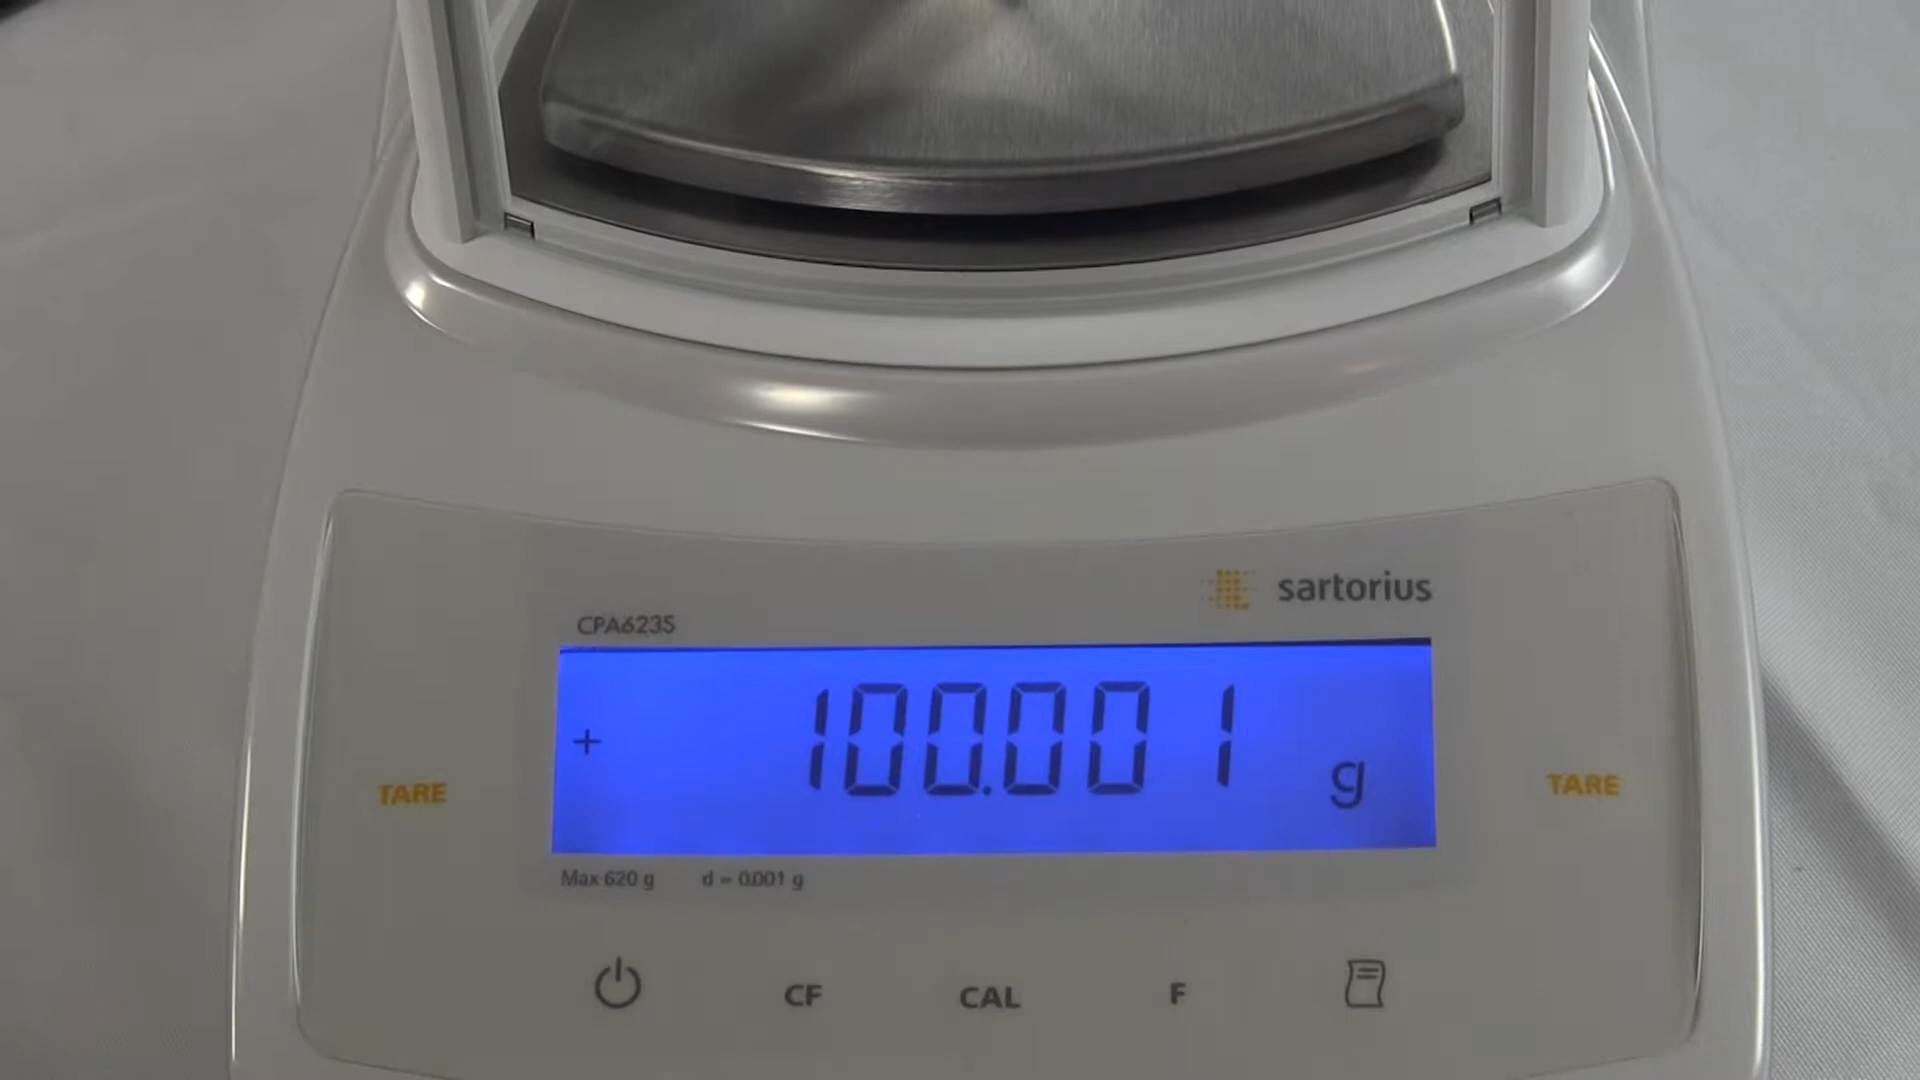 sartorius
CPA623S
+ 100.001 g
TARE
TARE
Max 620 g d = 0.001 g
CF CAL F